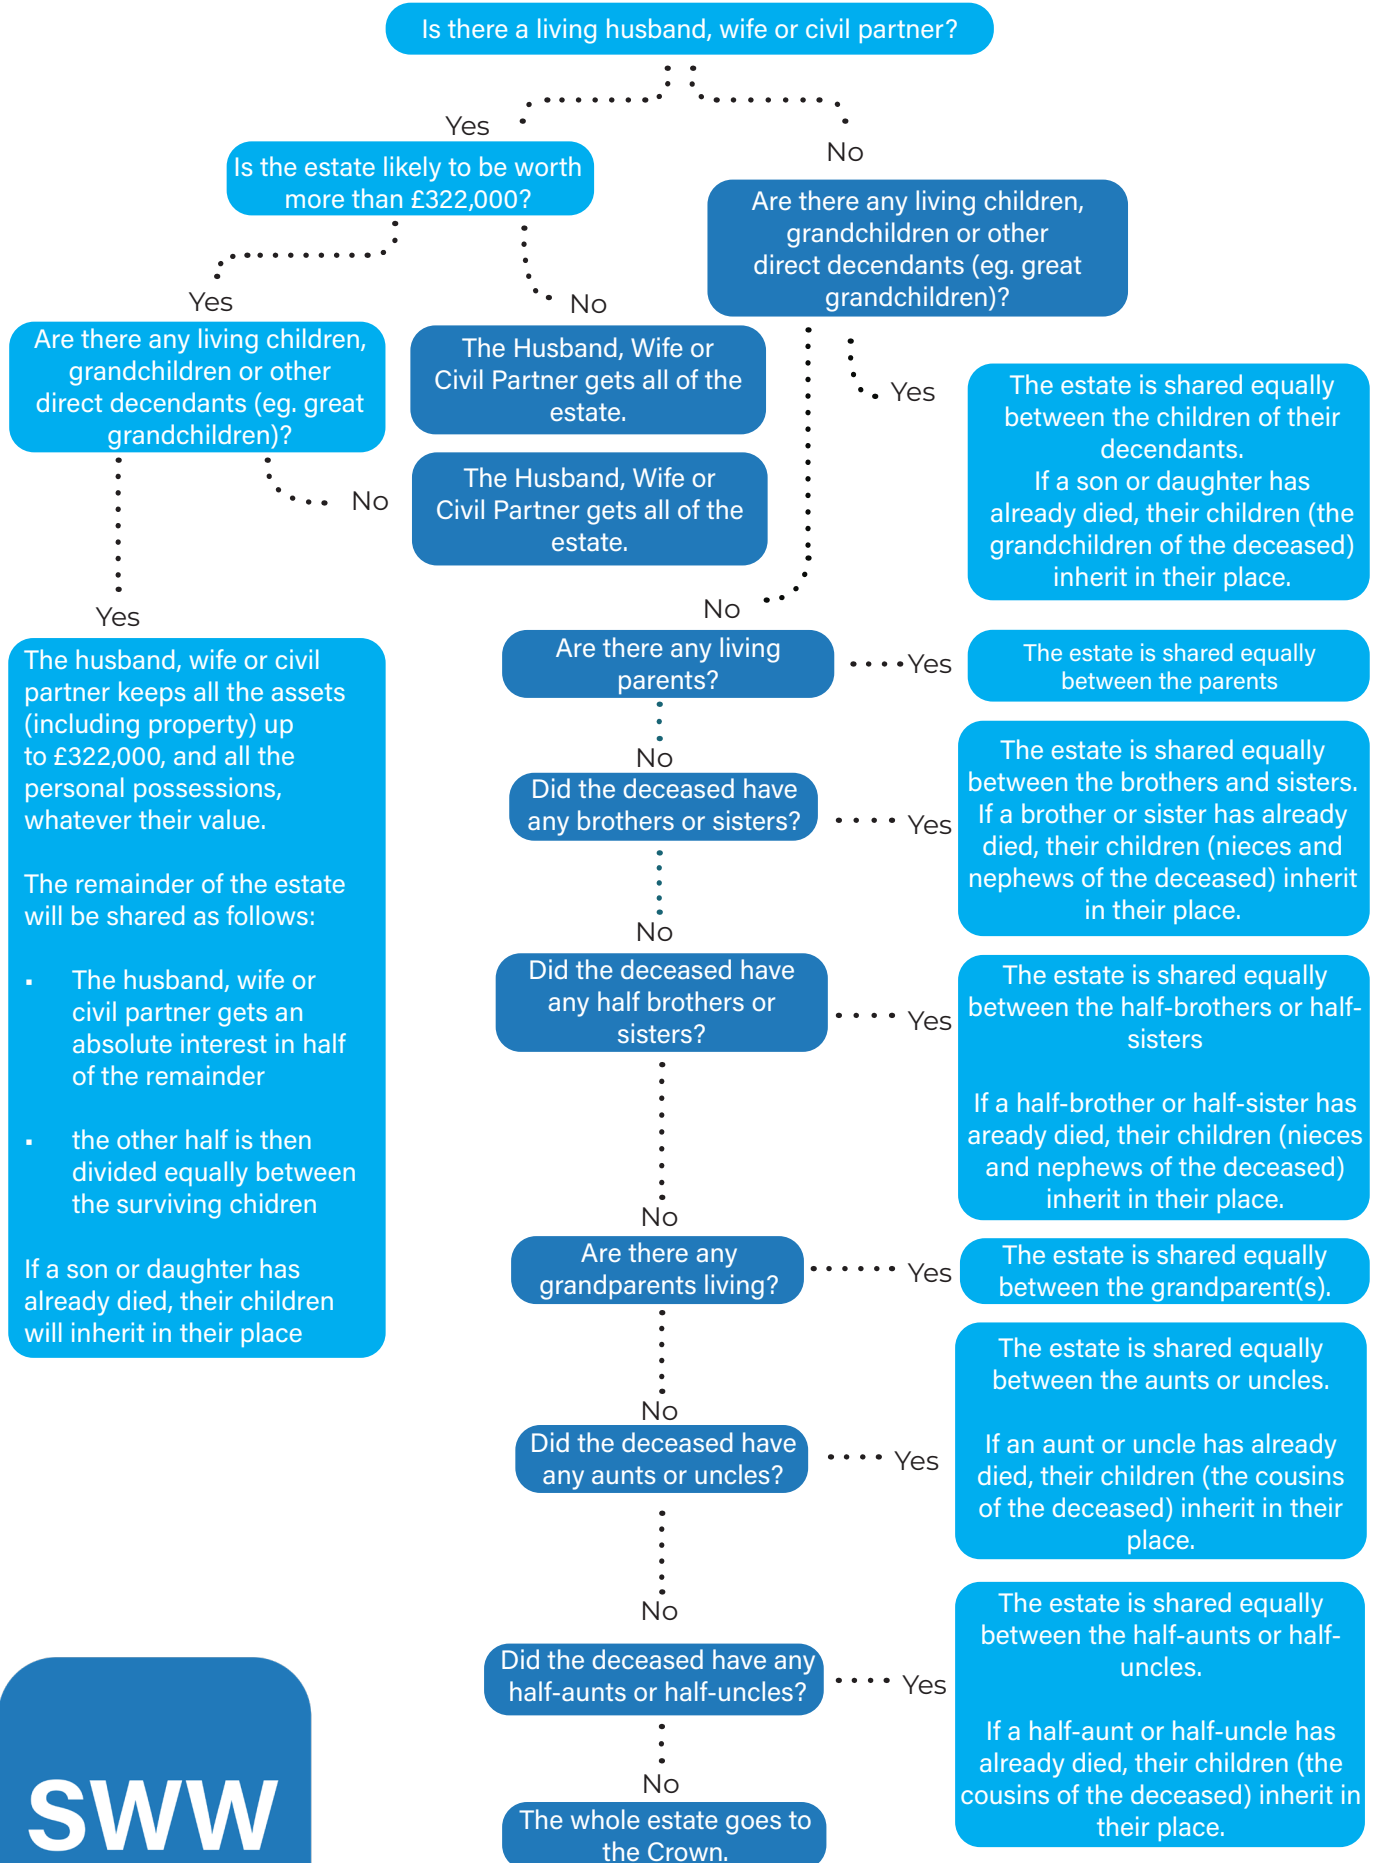 Is there a living husband, wife or civil partner?
Yes
Is the estate likely to be worth
more than £322,000?
No
Are there any living children,
grandchildren or other
direct decendants (eg. great
grandchildren)?
Yes
Are there any living children,
grandchildren or other
direct decendants (eg. great
grandchildren)?
No
The Husband, Wife or
Civil Partner gets all of the
estate.
No
The Husband, Wife or
Civil Partner gets all of the
estate.
Yes
The estate is shared equally
between the children of their
decendants.
If a son or daughter has
already died, their children (the
grandchildren of the deceased)
inherit in their place.
Yes
The husband, wife or civil
partner keeps all the assets
(including property) up
to £322,000, and all the
personal possessions,
whatever their value.
The remainder of the estate
will be shared as follows:
▪ The husband, wife or
civil partner gets an
absolute interest in half
of the remainder
▪ the other half is then
divided equally between
the surviving chidren
If a son or daughter has
already died, their children
will inherit in their place
No
Are there any living
parents?
Yes
The estate is shared equally
between the parents
No
Did the deceased have
any brothers or sisters?
Yes
The estate is shared equally
between the brothers and sisters.
If a brother or sister has already
died, their children (nieces and
nephews of the deceased) inherit
in their place.
No
Did the deceased have
any half brothers or
sisters?
Yes
The estate is shared equally
between the half-brothers or half-
sisters
If a half-brother or half-sister has
aready died, their children (nieces
and nephews of the deceased)
inherit in their place.
No
Are there any
grandparents living?
Yes
The estate is shared equally
between the grandparent(s).
No
Did the deceased have
any aunts or uncles?
Yes
The estate is shared equally
between the aunts or uncles.
If an aunt or uncle has already
died, their children (the cousins
of the deceased) inherit in their
place.
No
Did the deceased have any
half-aunts or half-uncles?
Yes
The estate is shared equally
between the half-aunts or half-
uncles.
If a half-aunt or half-uncle has
already died, their children (the
cousins of the deceased) inherit in
their place.
No
The whole estate goes to
the Crown.
SWW